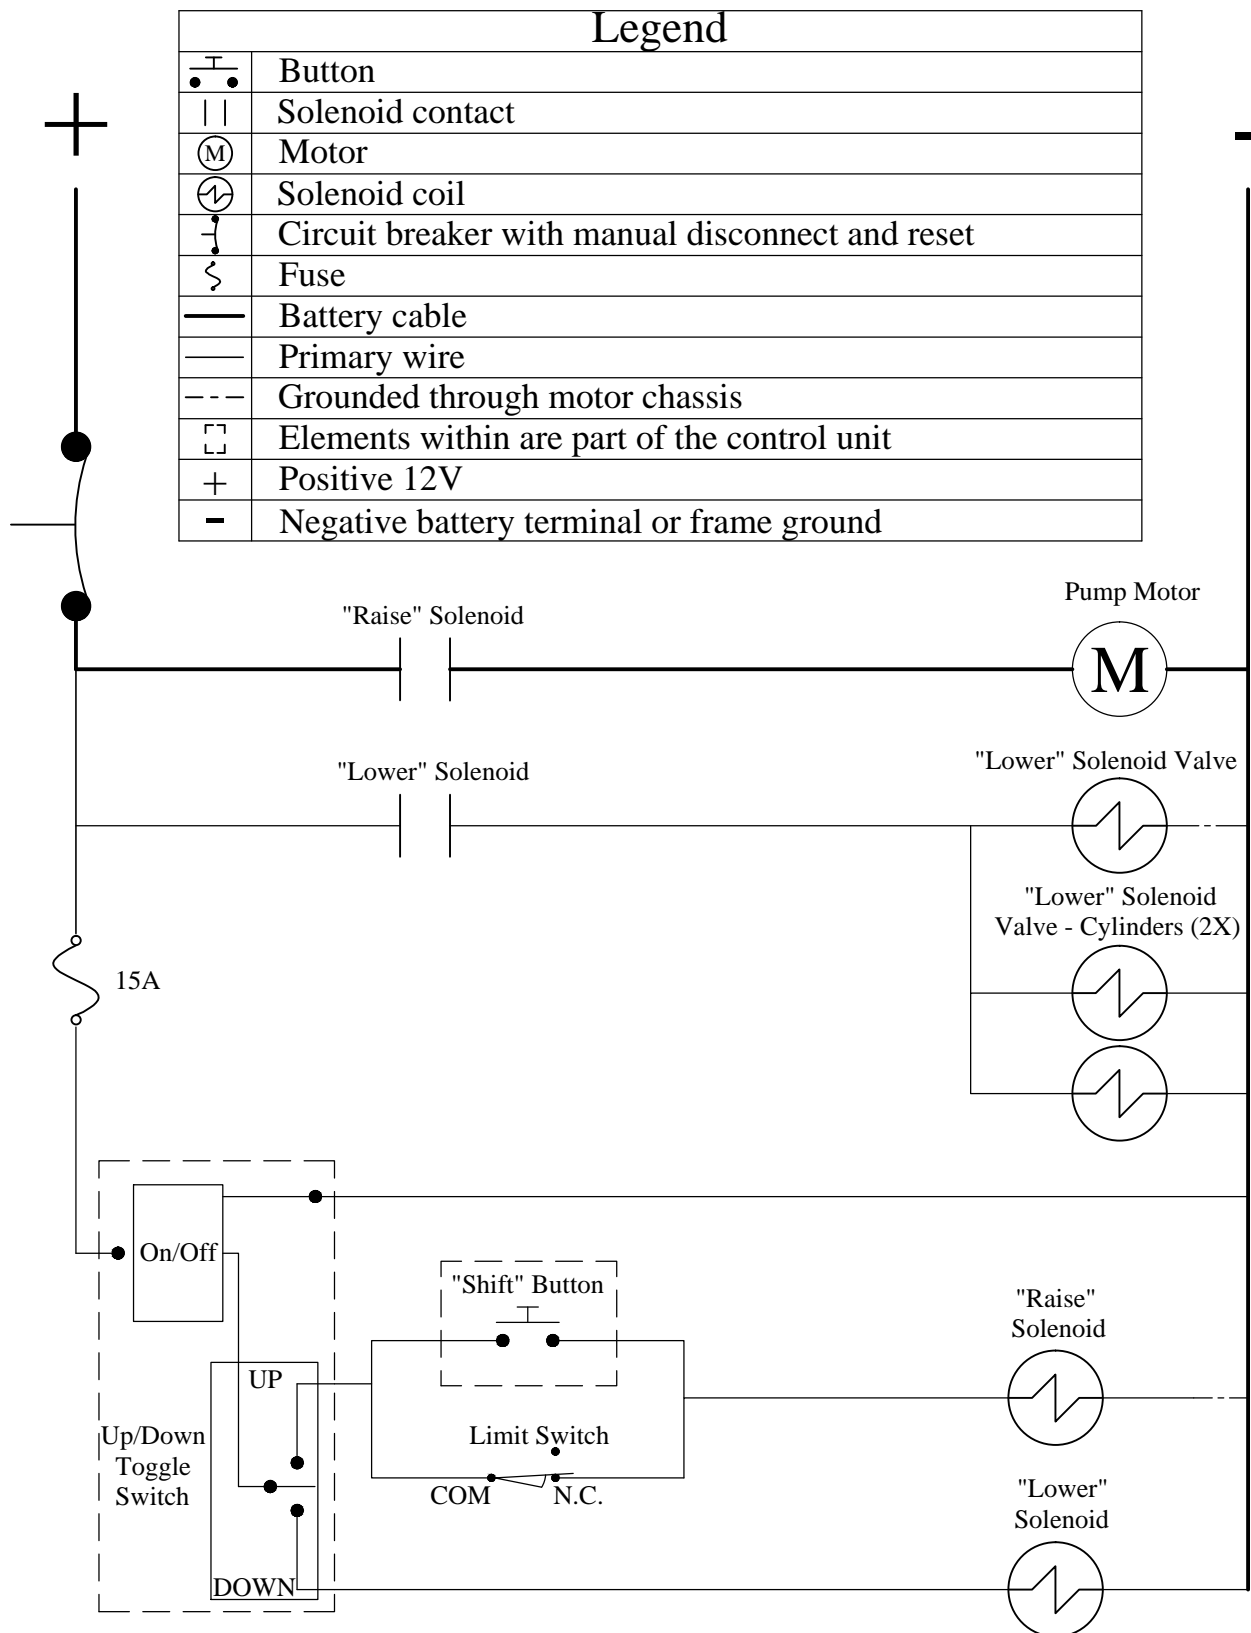 Legend
Button
Solenoid contact
M
Motor
Solenoid coil
Circuit breaker with manual disconnect and reset
Fuse
Battery cable
Primary wire
Grounded through motor chassis
Elements within are part of the control unit
+
Positive 12V
-
Negative battery terminal or frame ground
+
-
Pump Motor
"Raise" Solenoid
M
"Lower" Solenoid Valve
"Lower" Solenoid
"Lower" Solenoid
Valve - Cylinders (2X)
15A
On/Off
"Shift" Button
"Raise"
Solenoid
UP
Up/Down
Toggle
Switch
Limit Switch
COM
N.C.
"Lower"
Solenoid
DOWN